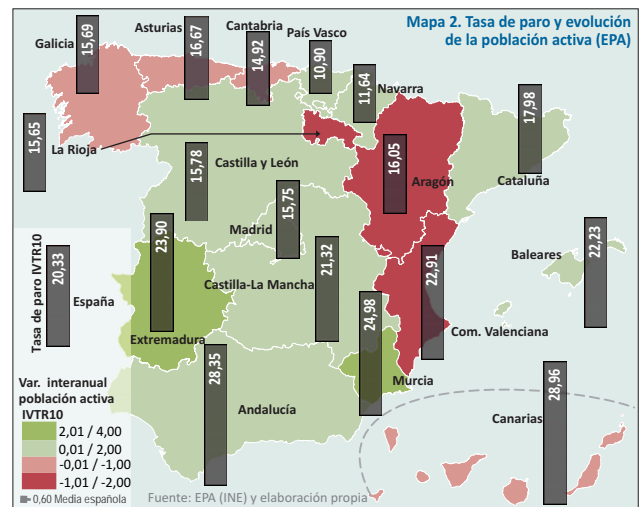 Mapa 2. Tasa de paro y evolución
de la población activa (EPA)
Galicia
15,69
Asturias
16,67
Cantabria
14,92
País Vasco
10,90
11,64
Navarra
17,98
Cataluña
15,65
La Rioja
15,78
Castilla y León
16,05
Aragón
Madrid
15,75
23,90
Extremadura
Castilla-La Mancha
21,32
22,91
Com. Valenciana
Baleares
22,23
Tasa de paro IVTR10
20,33
España
24,98
Murcia
28,35
Andalucía
Canarias
28,96
Var. interanual
población activa
IVTR10
2,01 / 4,00
0,01 / 2,00
-0,01 / -1,00
-1,01 / -2,00
0,60 Media española
Fuente: EPA (INE) y elaboración propia